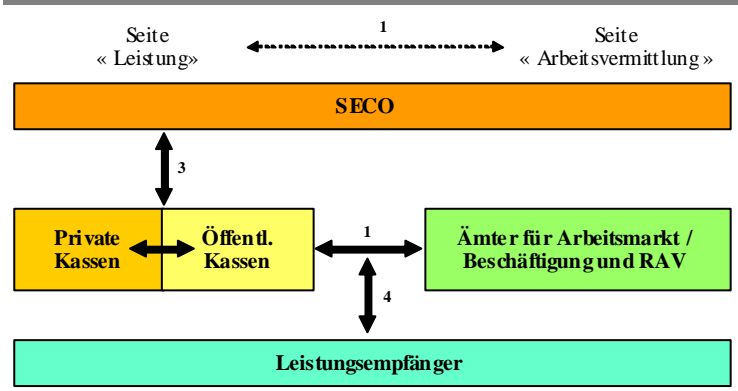 Seite
« Leistung»
1
Seite
« Arbeitsvermittlung »
SECO
3
Private
Kassen
Öffentl.
Kassen
1
Ämter für Arbeitsmarkt /
Beschäftigung und RAV
4
Leistungsempfänger